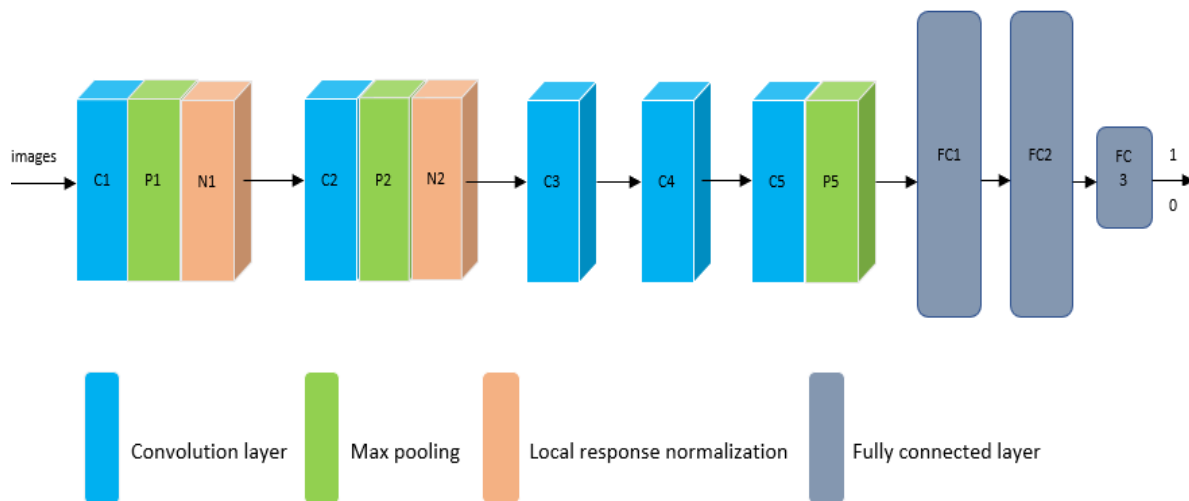 images
C1
P1
N1
C2
P2
N2
C3
C4
C5
P5
FC1
FC2
FC
3
1
0
Convolution layer
Max pooling
Local response normalization
Fully connected layer